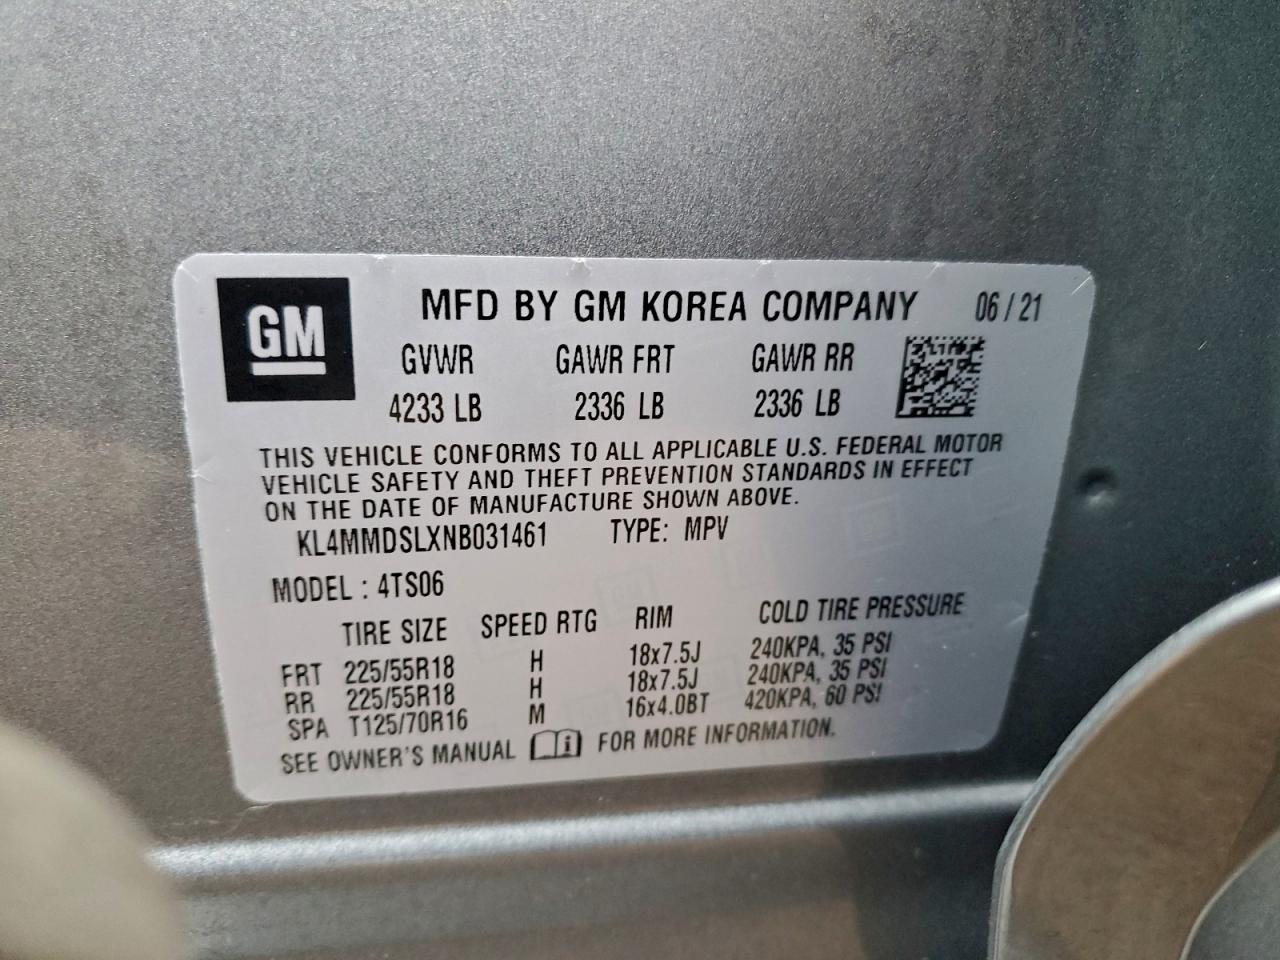 GM
MFD BY GM KOREA COMPANY 06/21
GVWR GAWR FRT GAWR RR
4233 LB 2336 LB 2336 LB
THIS VEHICLE CONFORMS TO ALL APPLICABLE U.S. FEDERAL MOTOR
VEHICLE SAFETY AND THEFT PREVENTION STANDARDS IN EFFECT
ON THE DATE OF MANUFACTURE SHOWN ABOVE.
KL4MMDSLXNB031461 TYPE: MPV
MODEL : 4TS06
TIRE SIZE SPEED RTG RIM COLD TIRE PRESSURE
FRT 225/55R18 H 18x7.5J 240KPA, 35 PSI
RR 225/55R18 H 18x7.5J 240KPA, 35 PSI
SPA T125/70R16 M 16x4.0BT 420KPA, 60 PSI
SEE OWNER'S MANUAL i FOR MORE INFORMATION.